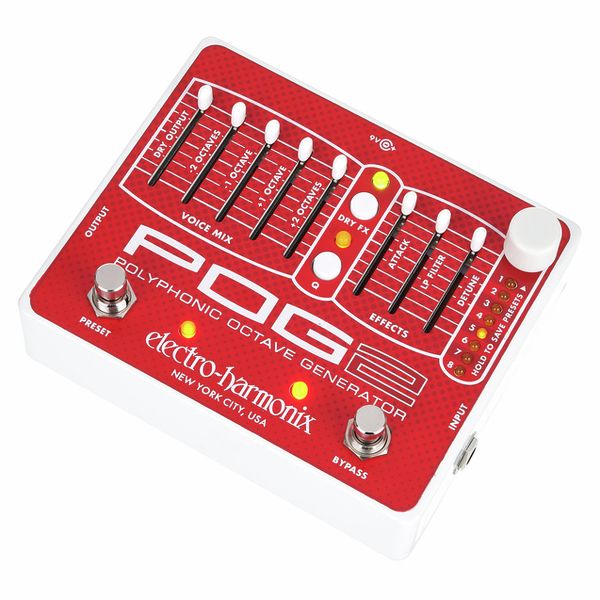 9V
DRY OUTPUT
-2 OCTAVES
-1 OCTAVE
+1 OCTAVE
+2 OCTAVES
VOICE MIX
DRY FX
Q
ATTACK
LP FILTER
DETUNE
EFFECTS
1
2
3
4
5
6
7
8
HOLD TO SAVE PRESETS
OUTPUT
INPUT
POG2
POLYPHONIC OCTAVE GENERATOR
PRESET
electro-harmonix
NEW YORK CITY, USA
BYPASS